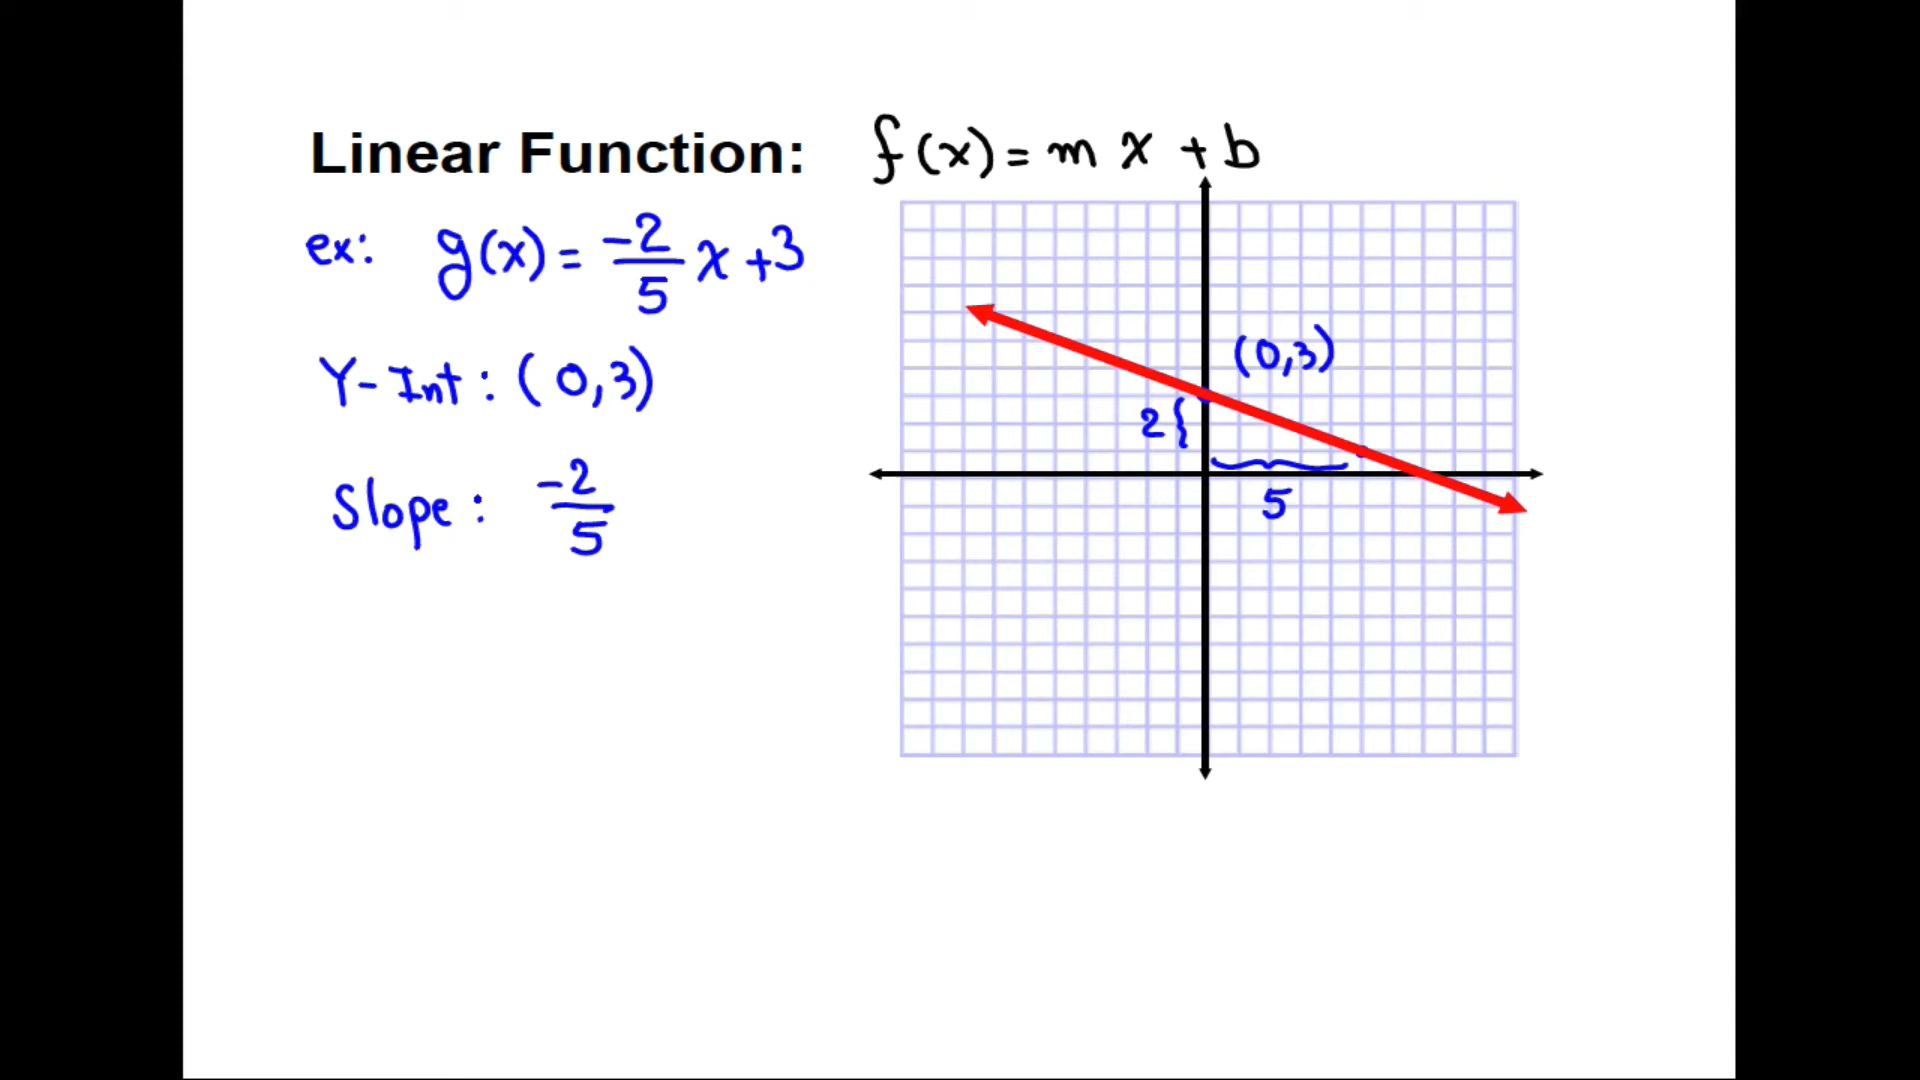 Linear Function: f(x) = m x + b
ex: g(x) = -2/5 x + 3
Y-Int: (0,3)
Slope: -2/5
(0,3)
2{
5